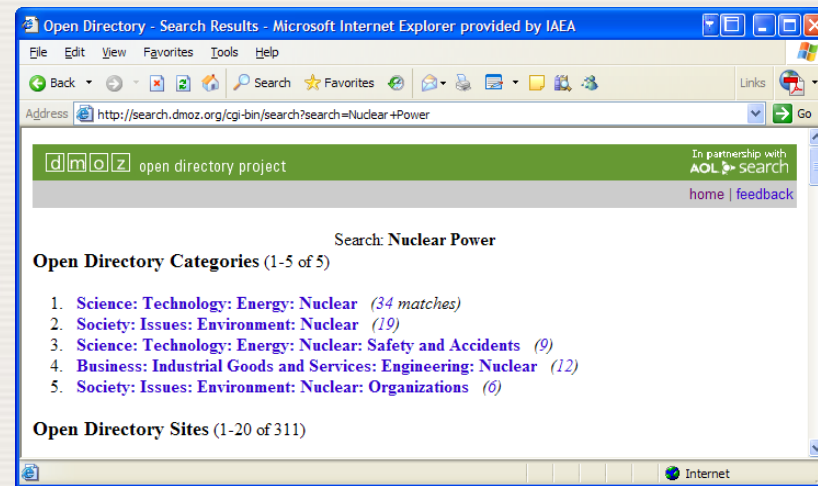 Open Directory - Search Results - Microsoft Internet Explorer provided by IAEA
File Edit View Favorites Tools Help
Back Search Favorites Links
Address http://search.dmoz.org/cgi-bin/search?search=Nuclear+Power Go
dmoz open directory project In partnership with
AOL search
home | feedback
Search: Nuclear Power
Open Directory Categories (1-5 of 5)
1. Science: Technology: Energy: Nuclear (34 matches)
2. Society: Issues: Environment: Nuclear (19)
3. Science: Technology: Energy: Nuclear: Safety and Accidents (9)
4. Business: Industrial Goods and Services: Engineering: Nuclear (12)
5. Society: Issues: Environment: Nuclear: Organizations (6)
Open Directory Sites (1-20 of 311)
Internet